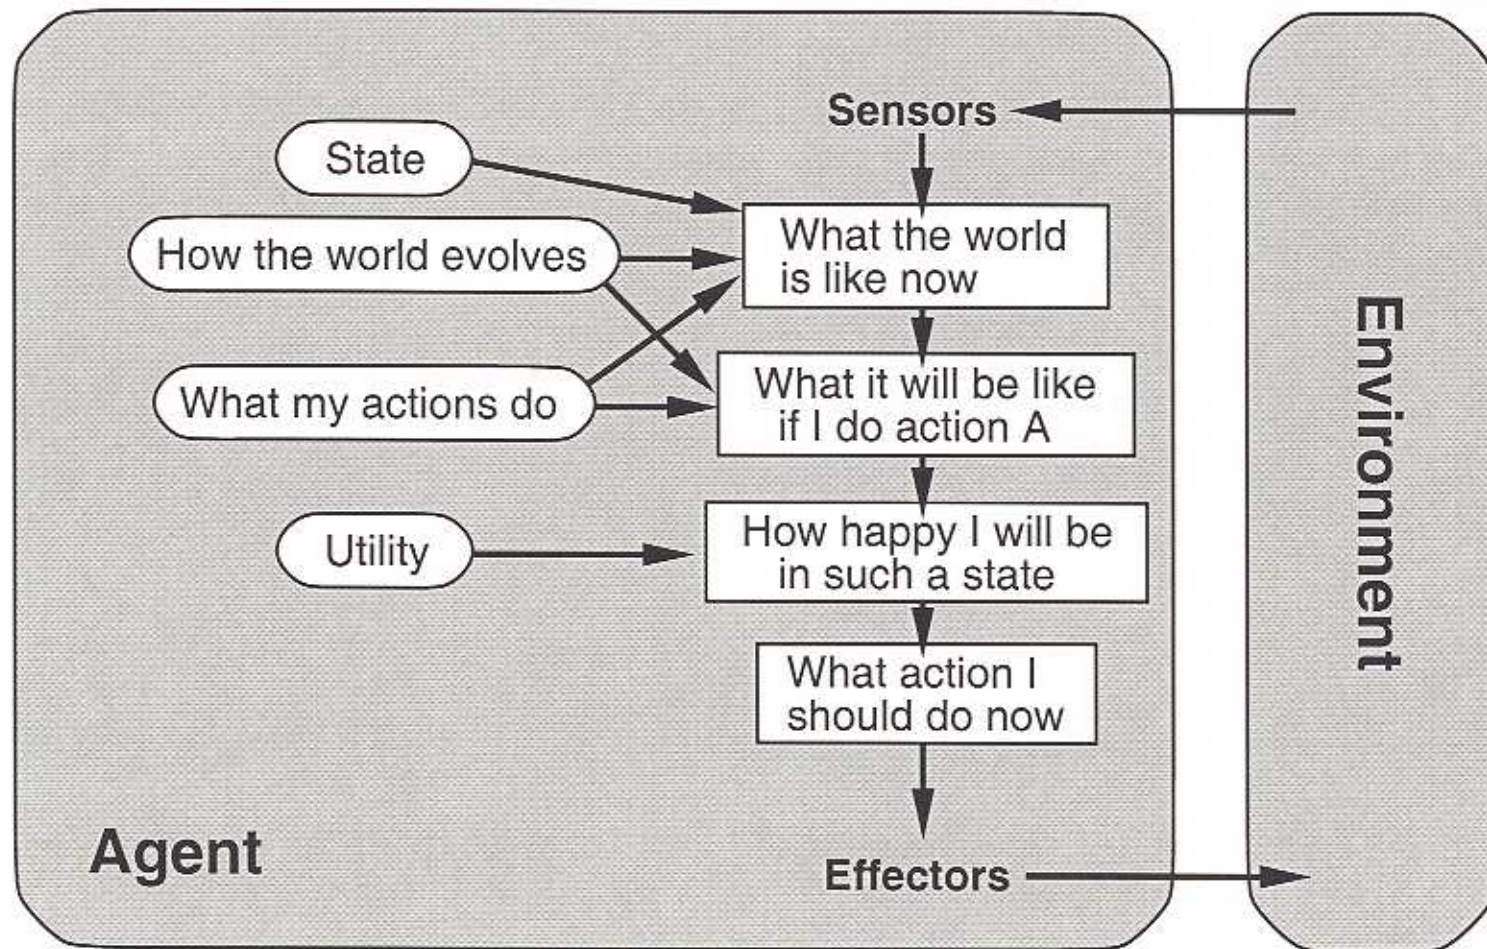 Sensors
State
What the world
is like now
How the world evolves
What it will be like
if I do action A
What my actions do
How happy I will be
in such a state
Utility
What action I
should do now
Agent
Effectors
Environment